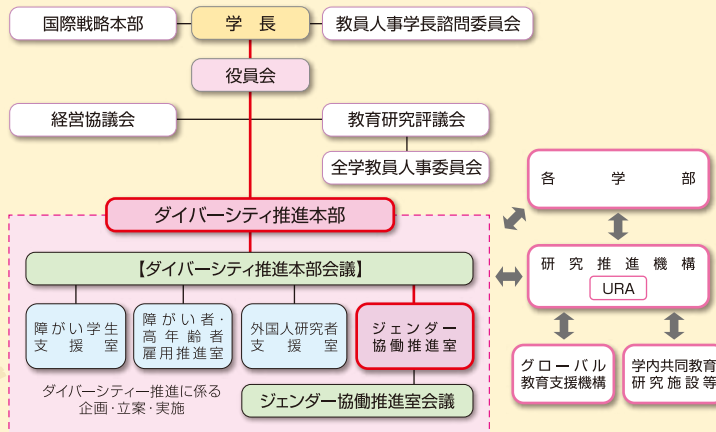 国際戦略本部
学長
教員人事学長諮問委員会
役員会
経営協議会
教育研究評議会
全学教員人事委員会
各学部
ダイバーシティ推進本部
【ダイバーシティ推進本部会議】
研究推進機構
URA
障がい学生
支援室
障がい者・
高年齢者
雇用推進室
外国人研究者
支援室
ジェンダー
協働推進室
グローバル
教育支援機構
学内共同教育
研究施設等
ダイバーシティー推進に係る
企画・立案・実施
ジェンダー協働推進室会議